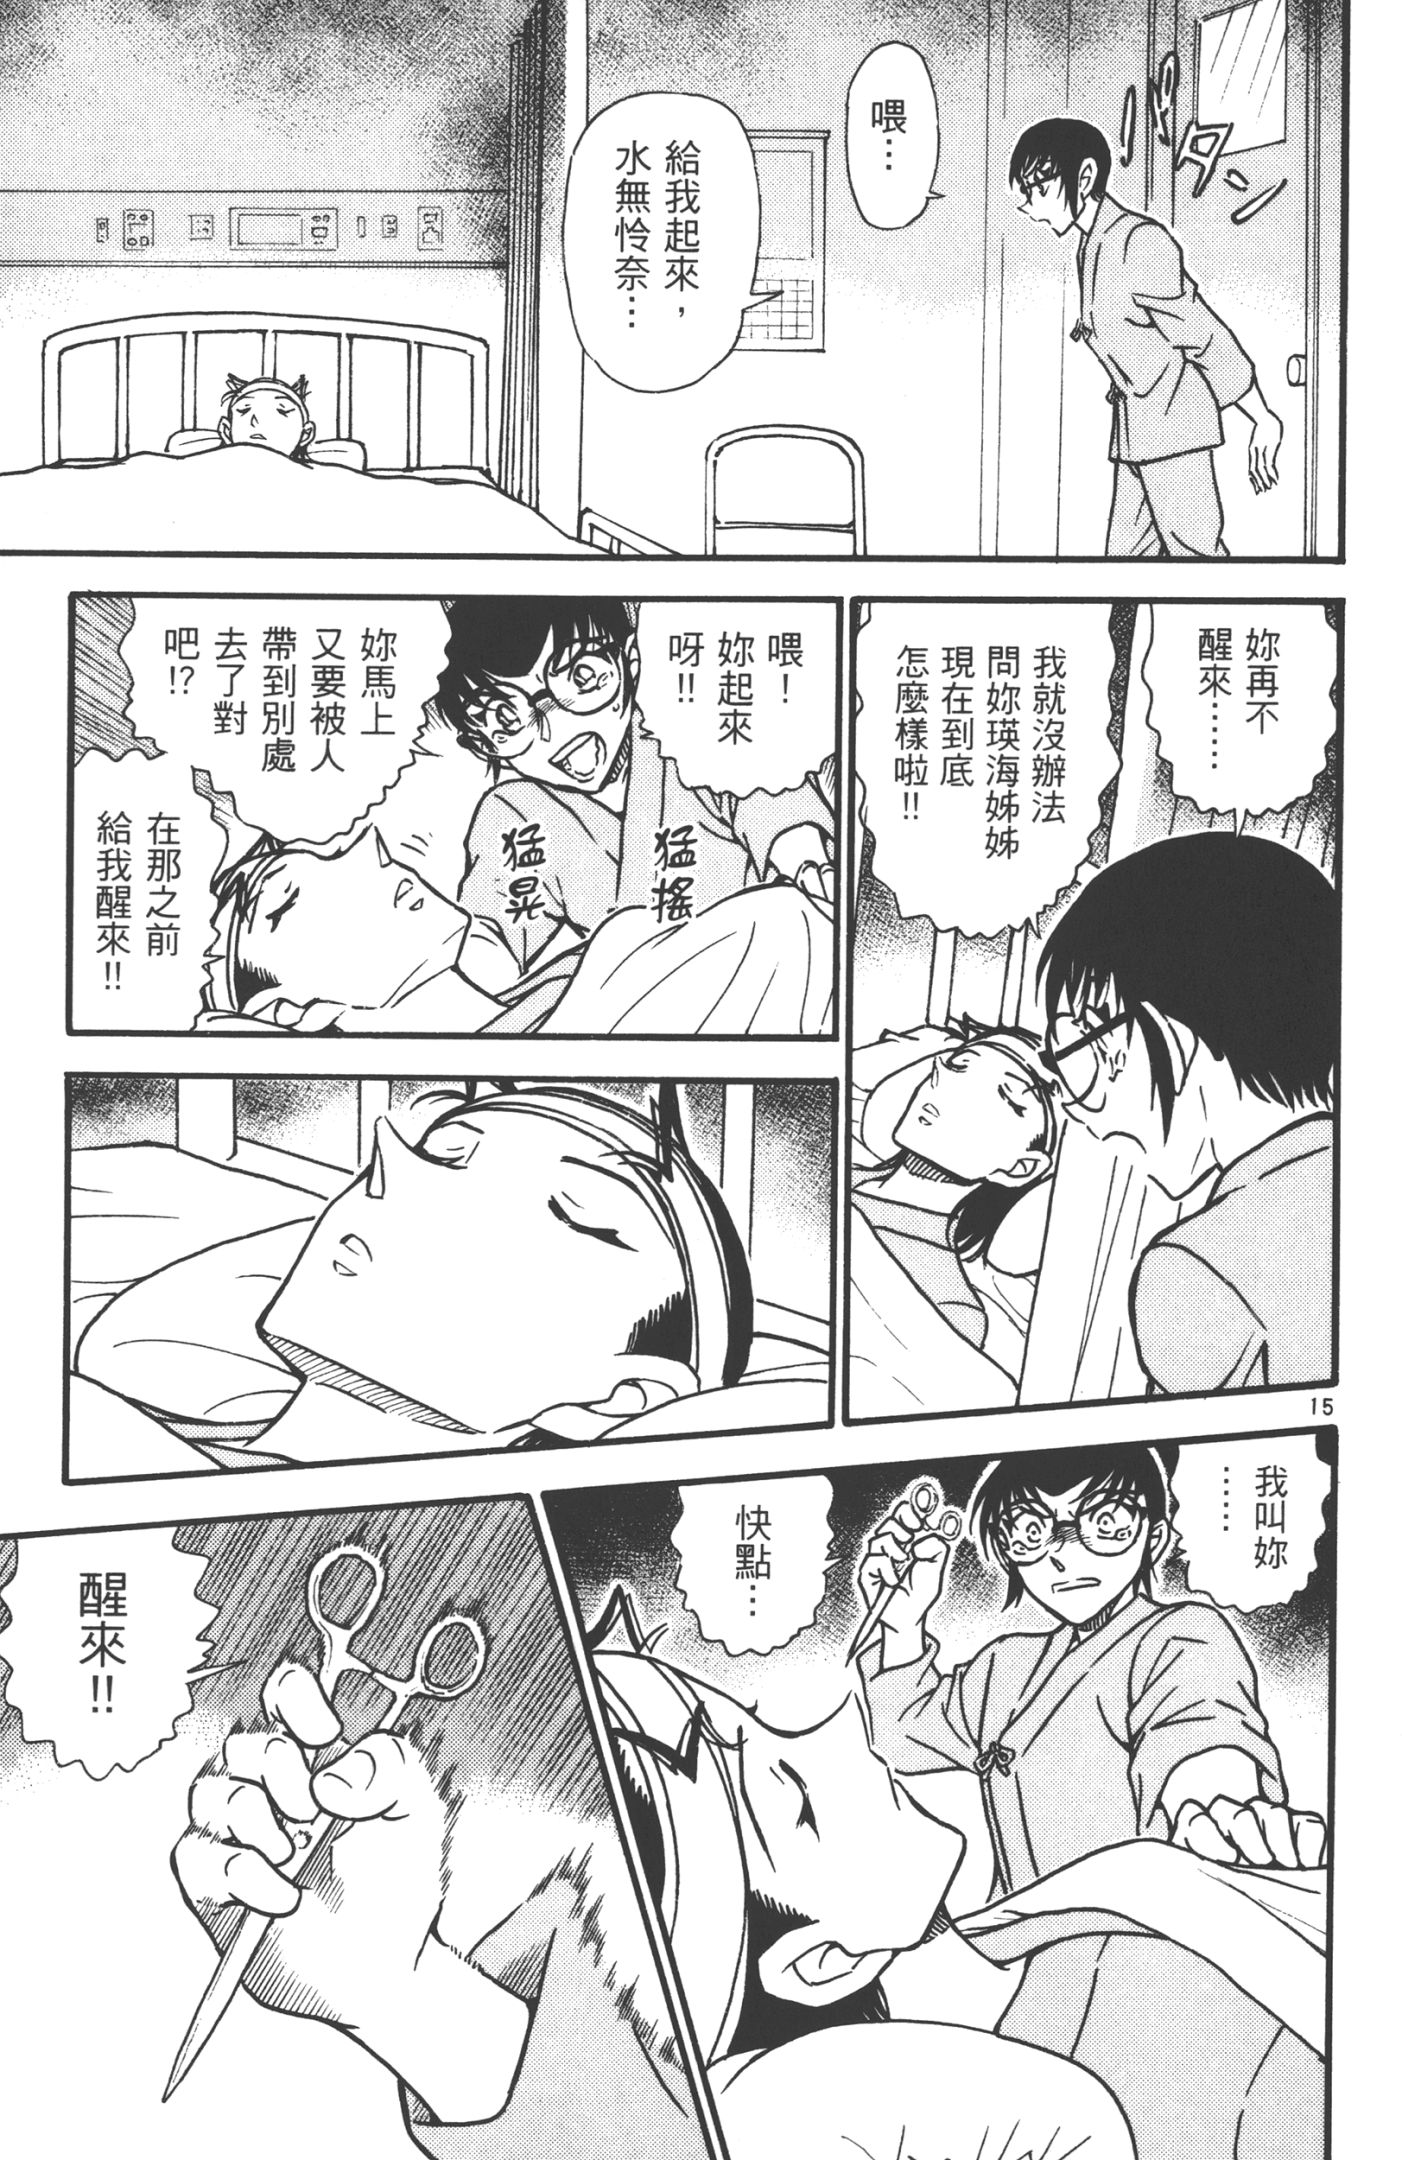 バタン
喂…
給我起來，
水無怜奈…
妳再不
醒來……
我就沒辦法
問妳瑛海姊姊
現在到底
怎麼樣啦!!
喂！
妳起來
呀!!
猛搖
猛晃
妳馬上
又要被人
帶到別處
去了對
吧!?
在那之前
給我醒來!!
15
我叫妳
……
快點…
醒來!!